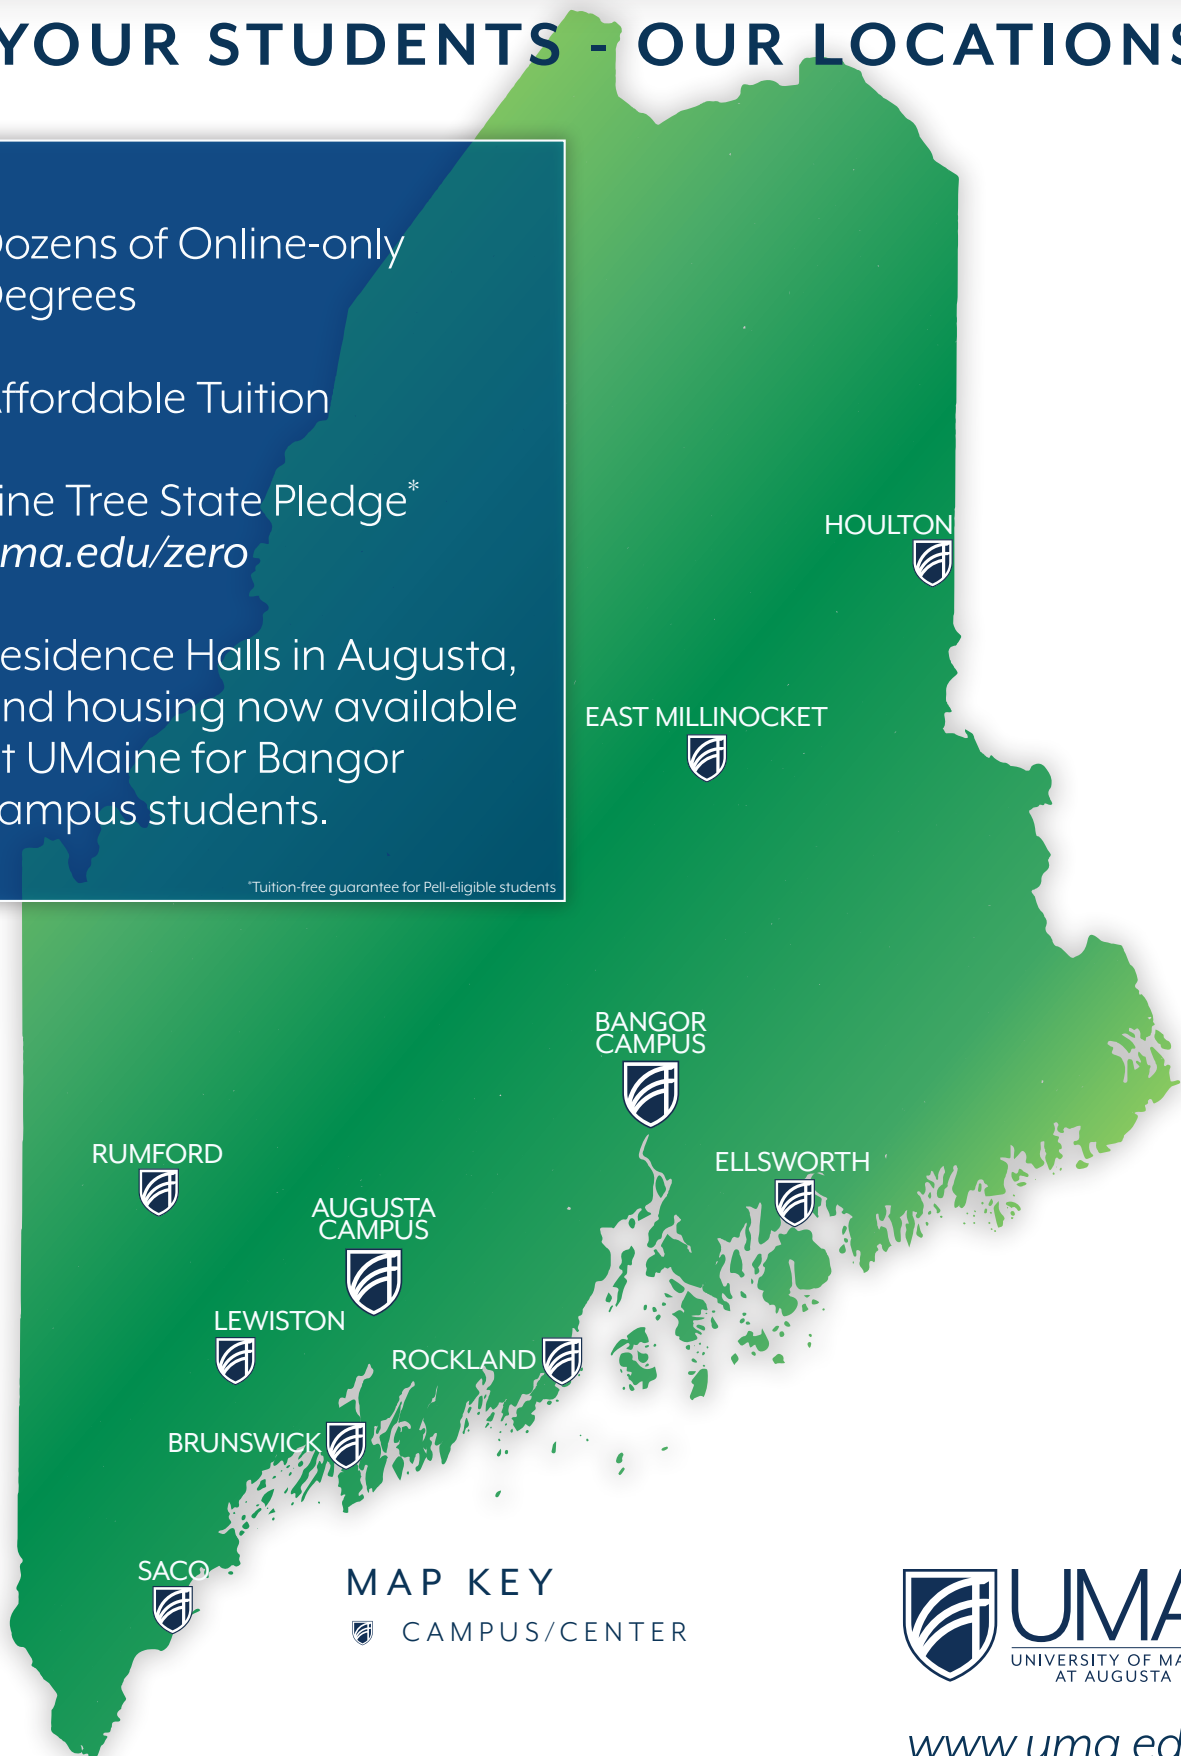 YOUR STUDENTS - OUR LOCATIONS
Dozens of Online-only
Degrees
Affordable Tuition
ine Tree State Pledge*
ma.edu/zero
esidence Halls in Augusta,
nd housing now available
t UMaine for Bangor
ampus students.
*Tuition-free guarantee for Pell-eligible students
HOULTON
EAST MILLINOCKET
BANGOR
CAMPUS
RUMFORD
ELLSWORTH
AUGUSTA
CAMPUS
LEWISTON
ROCKLAND
BRUNSWICK
SACO
MAP KEY
CAMPUS/CENTER
UMA
UNIVERSITY OF MA
AT AUGUSTA
www.uma.ed